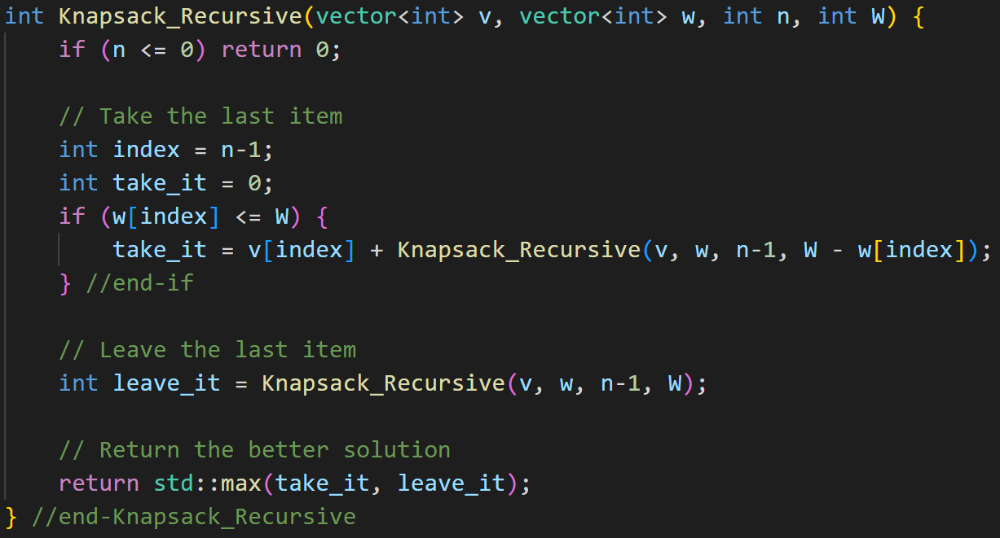 int Knapsack_Recursive(vector<int> v, vector<int> w, int n, int W) {
    if (n <= 0) return 0;

    // Take the last item
    int index = n-1;
    int take_it = 0;
    if (w[index] <= W) {
        take_it = v[index] + Knapsack_Recursive(v, w, n-1, W - w[index]);
    } //end-if

    // Leave the last item
    int leave_it = Knapsack_Recursive(v, w, n-1, W);

    // Return the better solution
    return std::max(take_it, leave_it);
} //end-Knapsack_Recursive